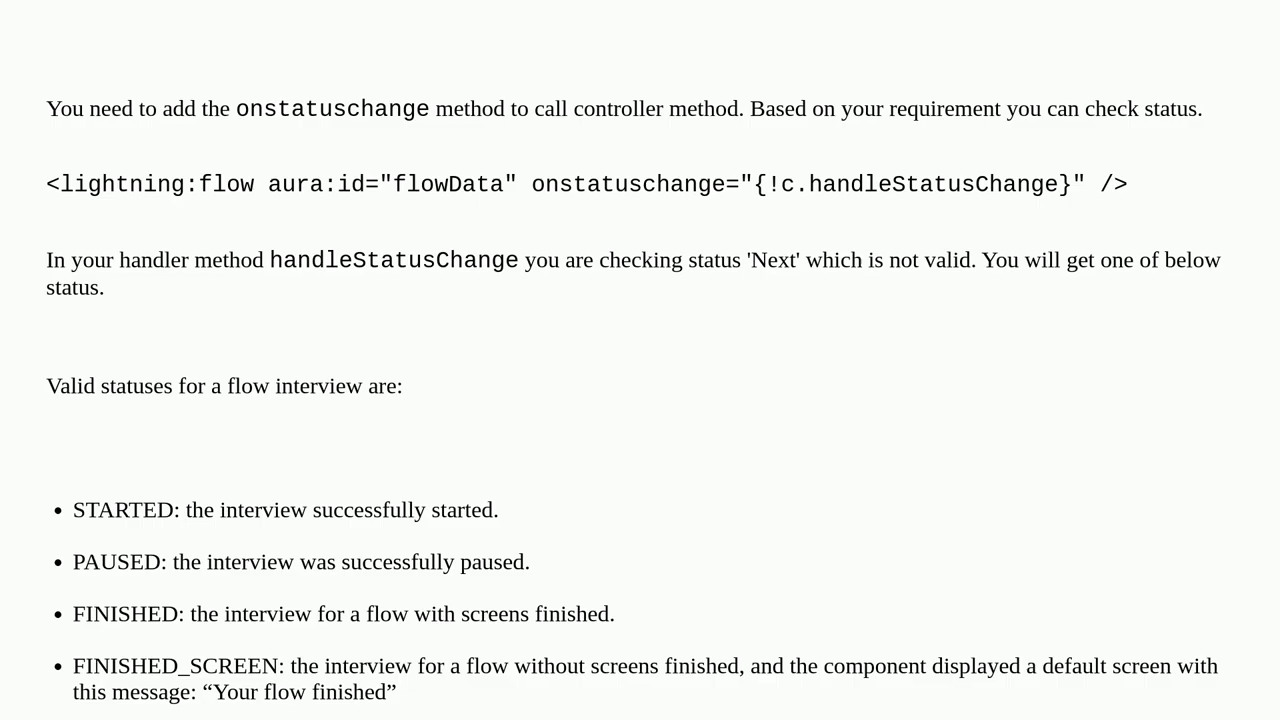 You need to add the onstatuschange method to call controller method. Based on your requirement you can check status.
<lightning:flow aura:id="flowData" onstatuschange="{!c.handleStatusChange}" />
In your handler method handleStatusChange you are checking status 'Next' which is not valid. You will get one of below
status.
Valid statuses for a flow interview are:
• STARTED: the interview successfully started.
• PAUSED: the interview was successfully paused.
• FINISHED: the interview for a flow with screens finished.
• FINISHED_SCREEN: the interview for a flow without screens finished, and the component displayed a default screen with
this message: “Your flow finished”